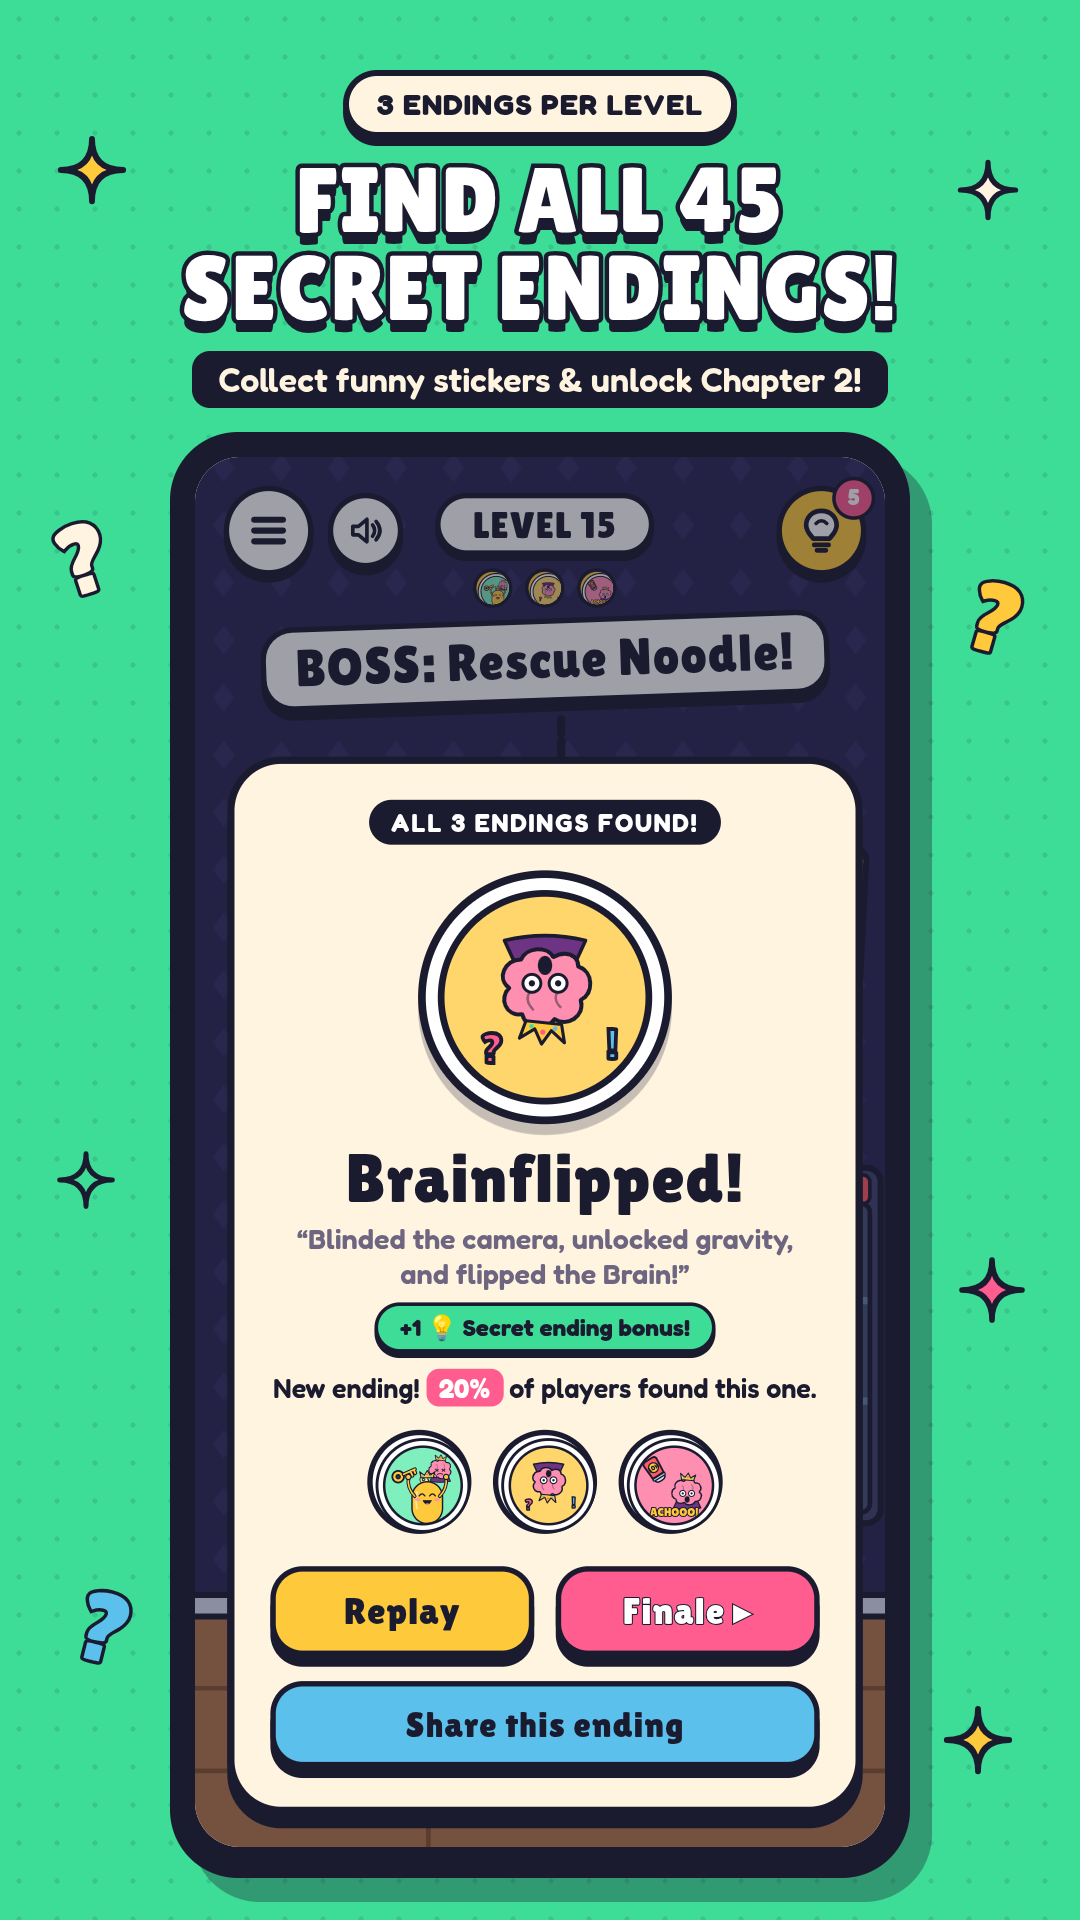 3 ENDINGS PER LEVEL
FIND ALL 45
SECRET ENDINGS!
Collect funny stickers & unlock Chapter 2!
5
LEVEL 15
BOSS: Rescue Noodle!
ALL 3 ENDINGS FOUND!
? !
Brainflipped!
“Blinded the camera, unlocked gravity,
and flipped the Brain!”
+1 💡 Secret ending bonus!
New ending! 20% of players found this one.
? !
ACHOOO!
Replay
Finale ▶
Share this ending